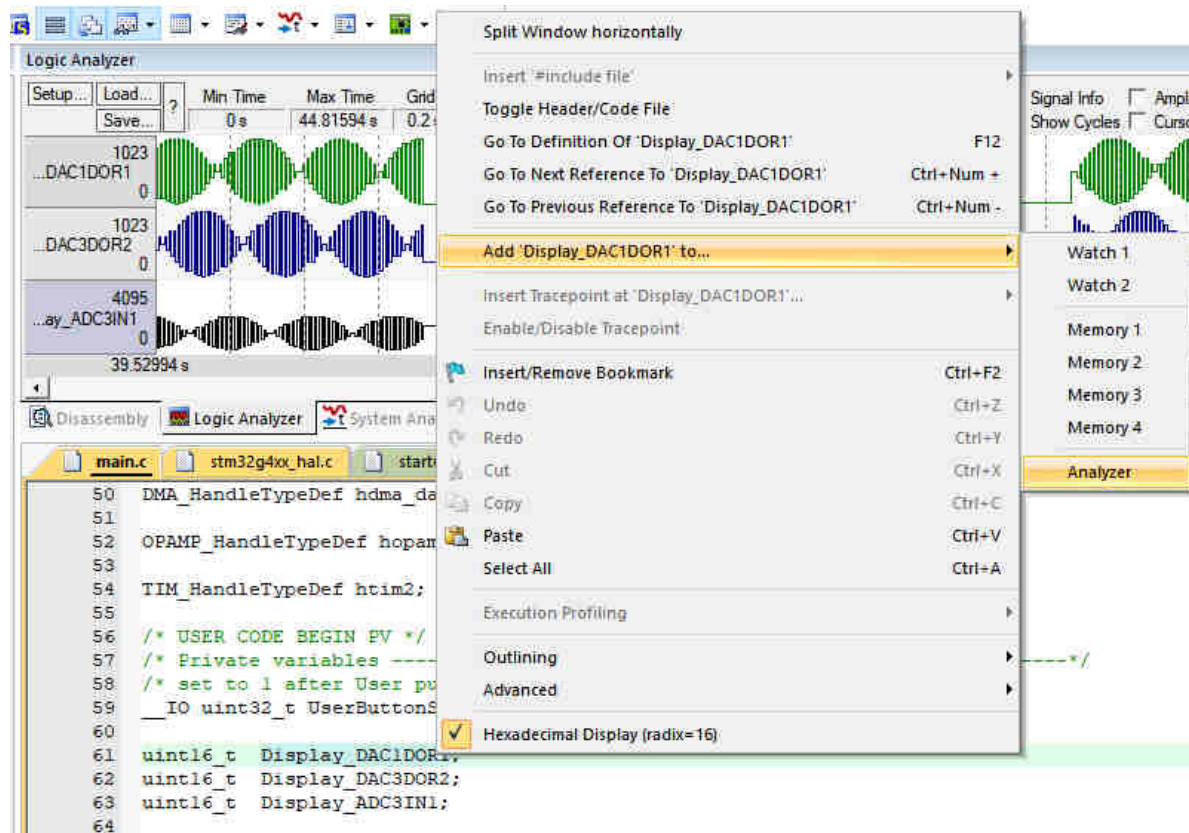 Logic Analyzer
Setup... Load... ? Min Time Max Time Grid
Save... 0 s 44.81594 s 0.2
1023
...DAC1DOR1
0
1023
...DAC3DOR2
0
4095
...ay_ADC3IN1
0
39.52994 s
Disassembly Logic Analyzer System Ana
main.c stm32g4xx_hal.c start
50 DMA_HandleTypeDef hdma_da
51
52 OPAMP_HandleTypeDef hopam
53
54 TIM_HandleTypeDef htim2;
55
56 /* USER CODE BEGIN PV */
57 /* Private variables ---- ----*/
58 /* set to 1 after User pu
59 __IO uint32_t UserButtonS
60
61 uint16_t Display_DAC1DOR1;
62 uint16_t Display_DAC3DOR2;
63 uint16_t Display_ADC3IN1;
64
Split Window horizontally
Insert '#include file'
Toggle Header/Code File
Go To Definition Of 'Display_DAC1DOR1' F12
Go To Next Reference To 'Display_DAC1DOR1' Ctrl+Num +
Go To Previous Reference To 'Display_DAC1DOR1' Ctrl+Num -
Add 'Display_DAC1DOR1' to...
Insert Tracepoint at 'Display_DAC1DOR1'...
Enable/Disable Tracepoint
Insert/Remove Bookmark Ctrl+F2
Undo Ctrl+Z
Redo Ctrl+Y
Cut Ctrl+X
Copy Ctrl+C
Paste Ctrl+V
Select All Ctrl+A
Execution Profiling
Outlining
Advanced
Hexadecimal Display (radix=16)
Signal Info Ampl
Show Cycles Curso
Watch 1
Watch 2
Memory 1
Memory 2
Memory 3
Memory 4
Analyzer